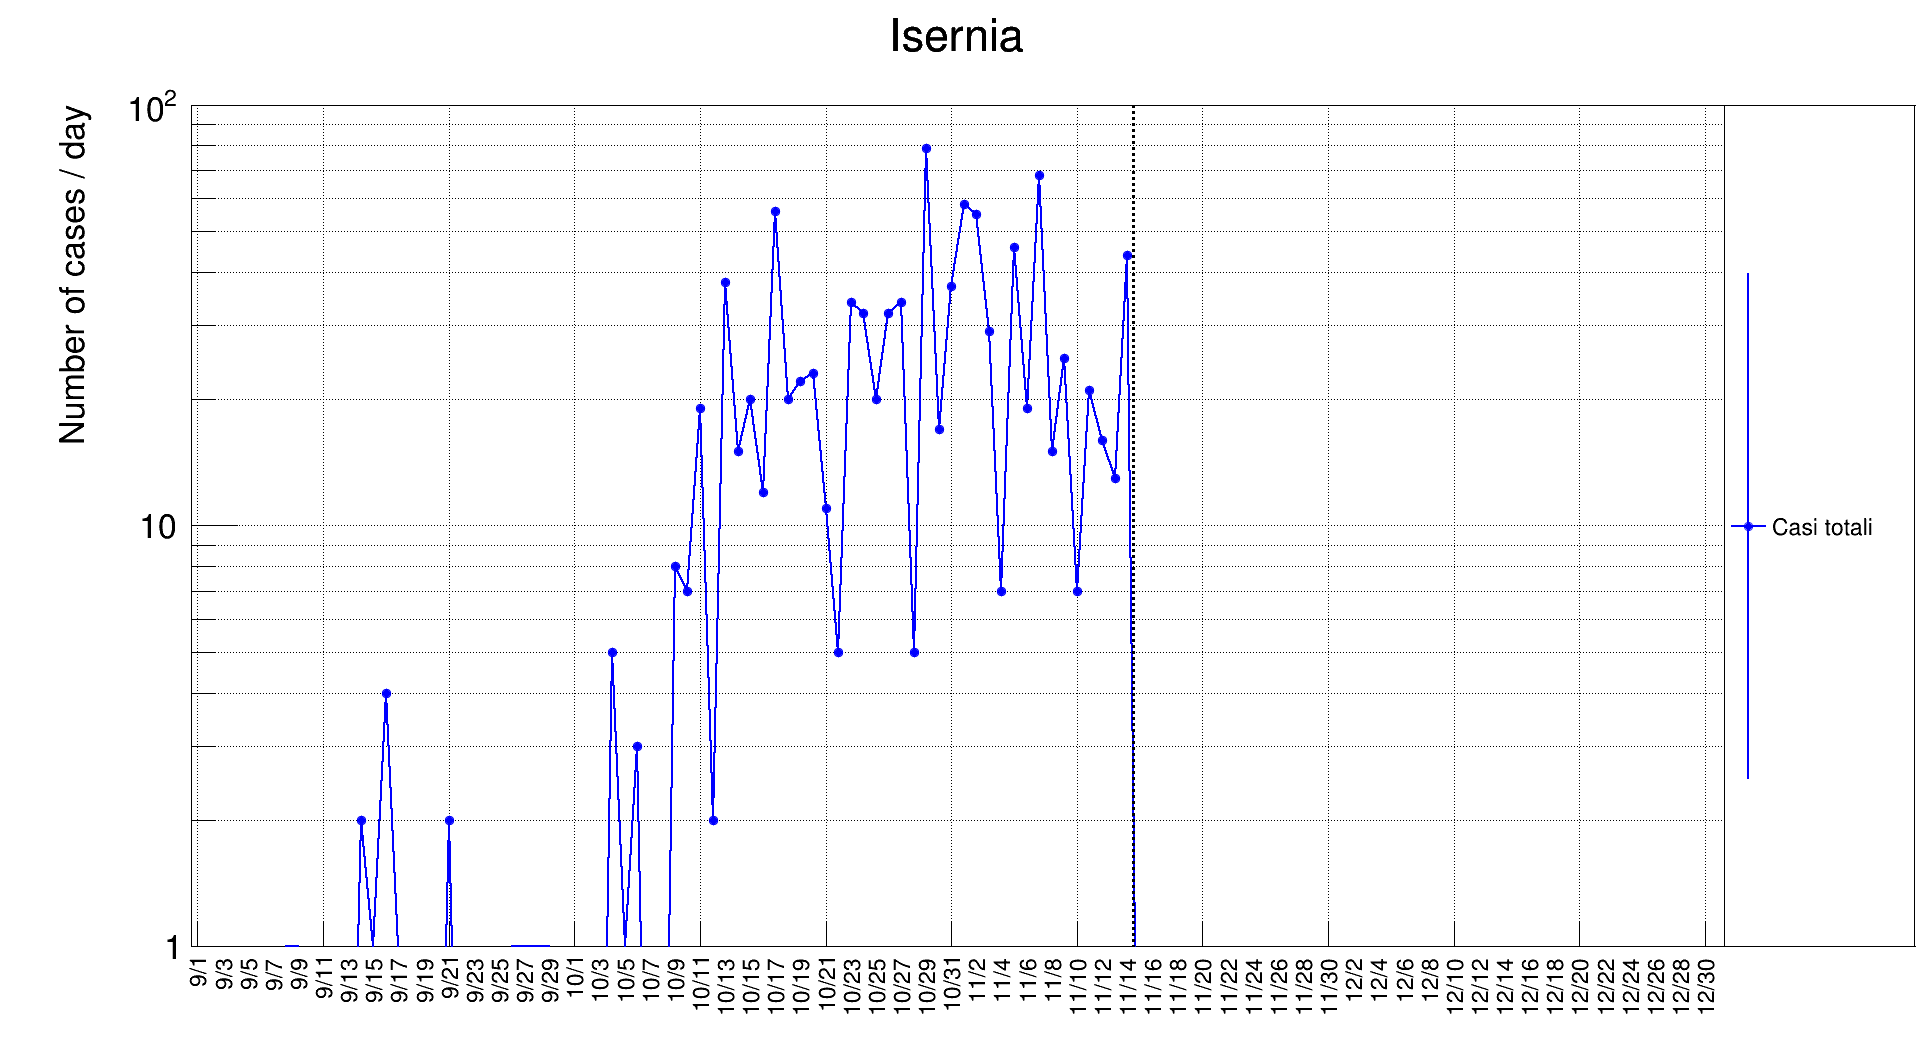 Isernia
Number of cases / day
10²
10
1
9/1 9/3 9/5 9/7 9/9 9/11 9/13 9/15 9/17 9/19 9/21 9/23 9/25 9/27 9/29 10/1 10/3 10/5 10/7 10/9 10/11 10/13 10/15 10/17 10/19 10/21 10/23 10/25 10/27 10/29 10/31 11/2 11/4 11/6 11/8 11/10 11/12 11/14 11/16 11/18 11/20 11/22 11/24 11/26 11/28 11/30 12/2 12/4 12/6 12/8 12/10 12/12 12/14 12/16 12/18 12/20 12/22 12/24 12/26 12/28 12/30
Casi totali